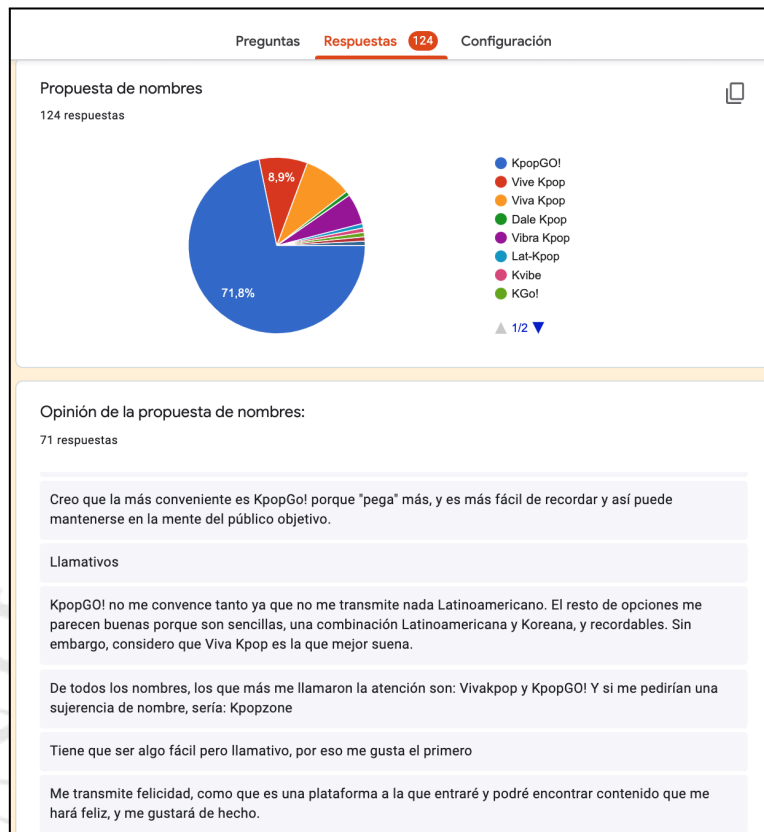 Preguntas Respuestas 124 Configuración
Propuesta de nombres
124 respuestas
8,9%
71,8%
KpopGO!
Vive Kpop
Viva Kpop
Dale Kpop
Vibra Kpop
Lat-Kpop
Kvibe
KGo!
1/2
Opinión de la propuesta de nombres:
71 respuestas
Creo que la más conveniente es KpopGo! porque "pega" más, y es más fácil de recordar y así puede
mantenerse en la mente del público objetivo.
Llamativos
KpopGO! no me convence tanto ya que no me transmite nada Latinoamericano. El resto de opciones me
parecen buenas porque son sencillas, una combinación Latinoamericana y Koreana, y recordables. Sin
embargo, considero que Viva Kpop es la que mejor suena.
De todos los nombres, los que más me llamaron la atención son: Vivakpop y KpopGO! Y si me pedirían una
sujerencia de nombre, sería: Kpopzone
Tiene que ser algo fácil pero llamativo, por eso me gusta el primero
Me transmite felicidad, como que es una plataforma a la que entraré y podré encontrar contenido que me
hará feliz, y me gustará de hecho.